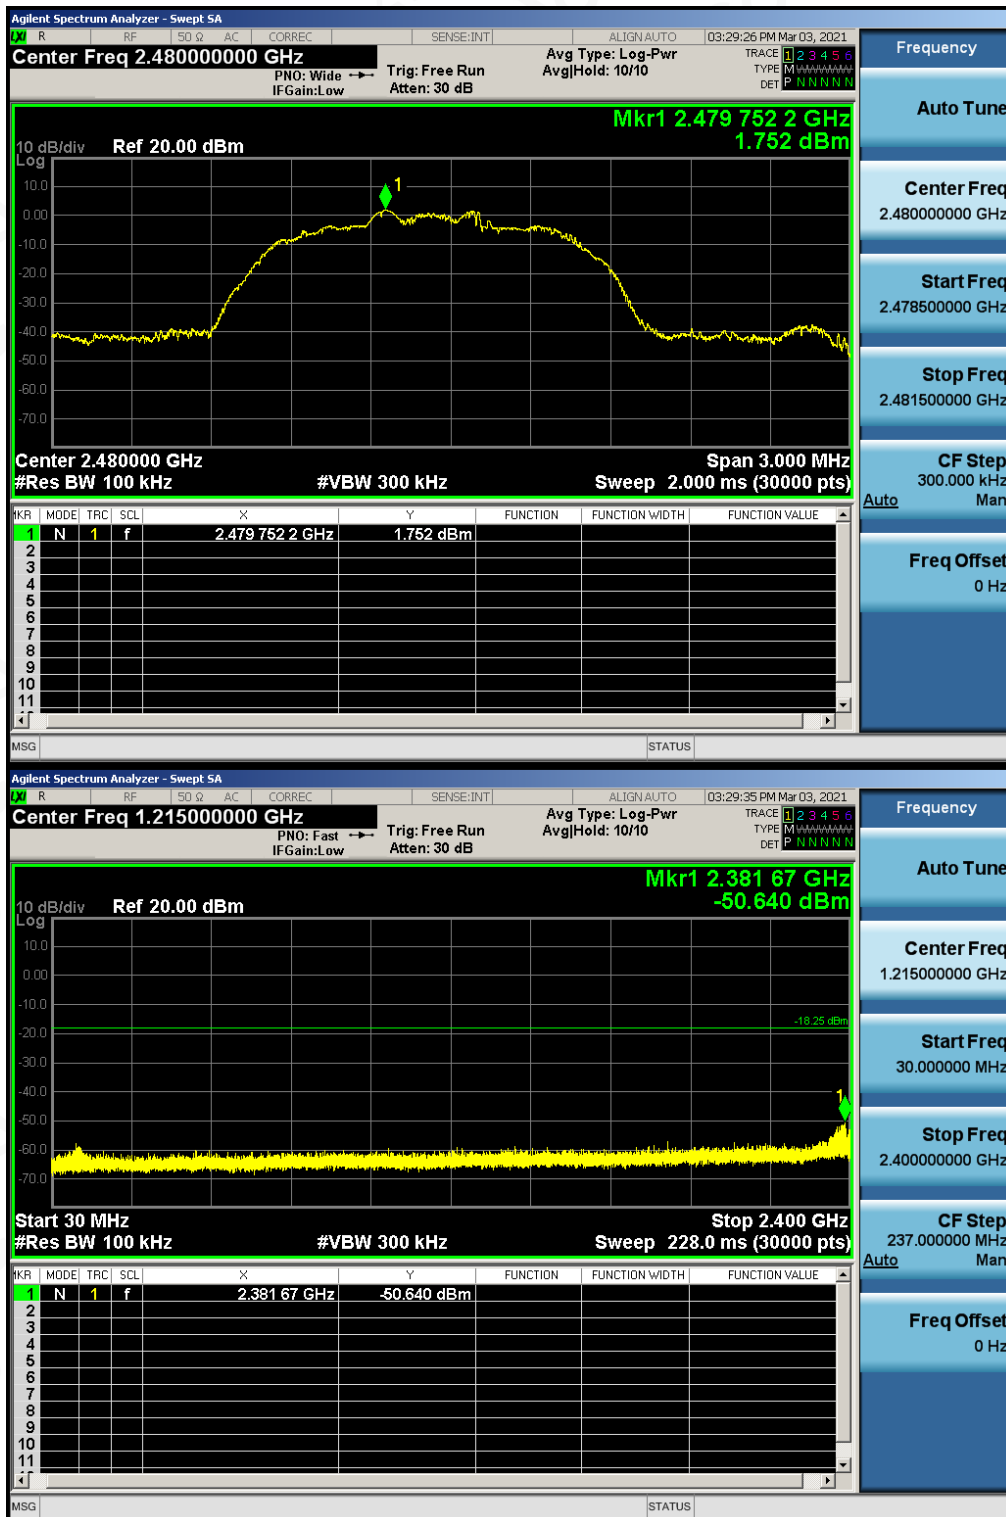 Agilent Spectrum Analyzer - Swept SA
LXI R RF 50 Ω AC CORREC SENSE:INT ALIGN AUTO 03:29:26 PM Mar 03, 2021
Center Freq 2.480000000 GHz
PNO: Wide
IFGain:Low
Trig: Free Run
Atten: 30 dB
Avg Type: Log-Pwr
Avg|Hold: 10/10
TRACE 1 2 3 4 5 6
TYPE M
DET P N N N N N
Mkr1 2.479 752 2 GHz
1.752 dBm
10 dB/div Ref 20.00 dBm
Log
10.0
0.00
-10.0
-20.0
-30.0
-40.0
-50.0
-60.0
-70.0
1
Center 2.480000 GHz Span 3.000 MHz
#Res BW 100 kHz #VBW 300 kHz Sweep 2.000 ms (30000 pts)
MODE TRC SCL X Y FUNCTION FUNCTION WIDTH FUNCTION VALUE
1 N 1 f 2.479 752 2 GHz 1.752 dBm
2
3
4
5
6
7
8
9
10
11
MSG STATUS
Frequency
Auto Tune
Center Freq
2.480000000 GHz
Start Freq
2.478500000 GHz
Stop Freq
2.481500000 GHz
CF Step
300.000 kHz
Auto Man
Freq Offset
0 Hz
Agilent Spectrum Analyzer - Swept SA
LXI R RF 50 Ω AC CORREC SENSE:INT ALIGN AUTO 03:29:35 PM Mar 03, 2021
Center Freq 1.215000000 GHz
PNO: Fast
IFGain:Low
Trig: Free Run
Atten: 30 dB
Avg Type: Log-Pwr
Avg|Hold: 10/10
TRACE 1 2 3 4 5 6
TYPE M
DET P N N N N N
Mkr1 2.381 67 GHz
-50.640 dBm
10 dB/div Ref 20.00 dBm
Log
10.0
0.00
-10.0
-20.0
-30.0
-40.0
-50.0
-60.0
-70.0
-18.25 dBm
1
Start 30 MHz Stop 2.400 GHz
#Res BW 100 kHz #VBW 300 kHz Sweep 228.0 ms (30000 pts)
MODE TRC SCL X Y FUNCTION FUNCTION WIDTH FUNCTION VALUE
1 N 1 f 2.381 67 GHz -50.640 dBm
2
3
4
5
6
7
8
9
10
11
MSG STATUS
Frequency
Auto Tune
Center Freq
1.215000000 GHz
Start Freq
30.000000 MHz
Stop Freq
2.400000000 GHz
CF Step
237.000000 MHz
Auto Man
Freq Offset
0 Hz